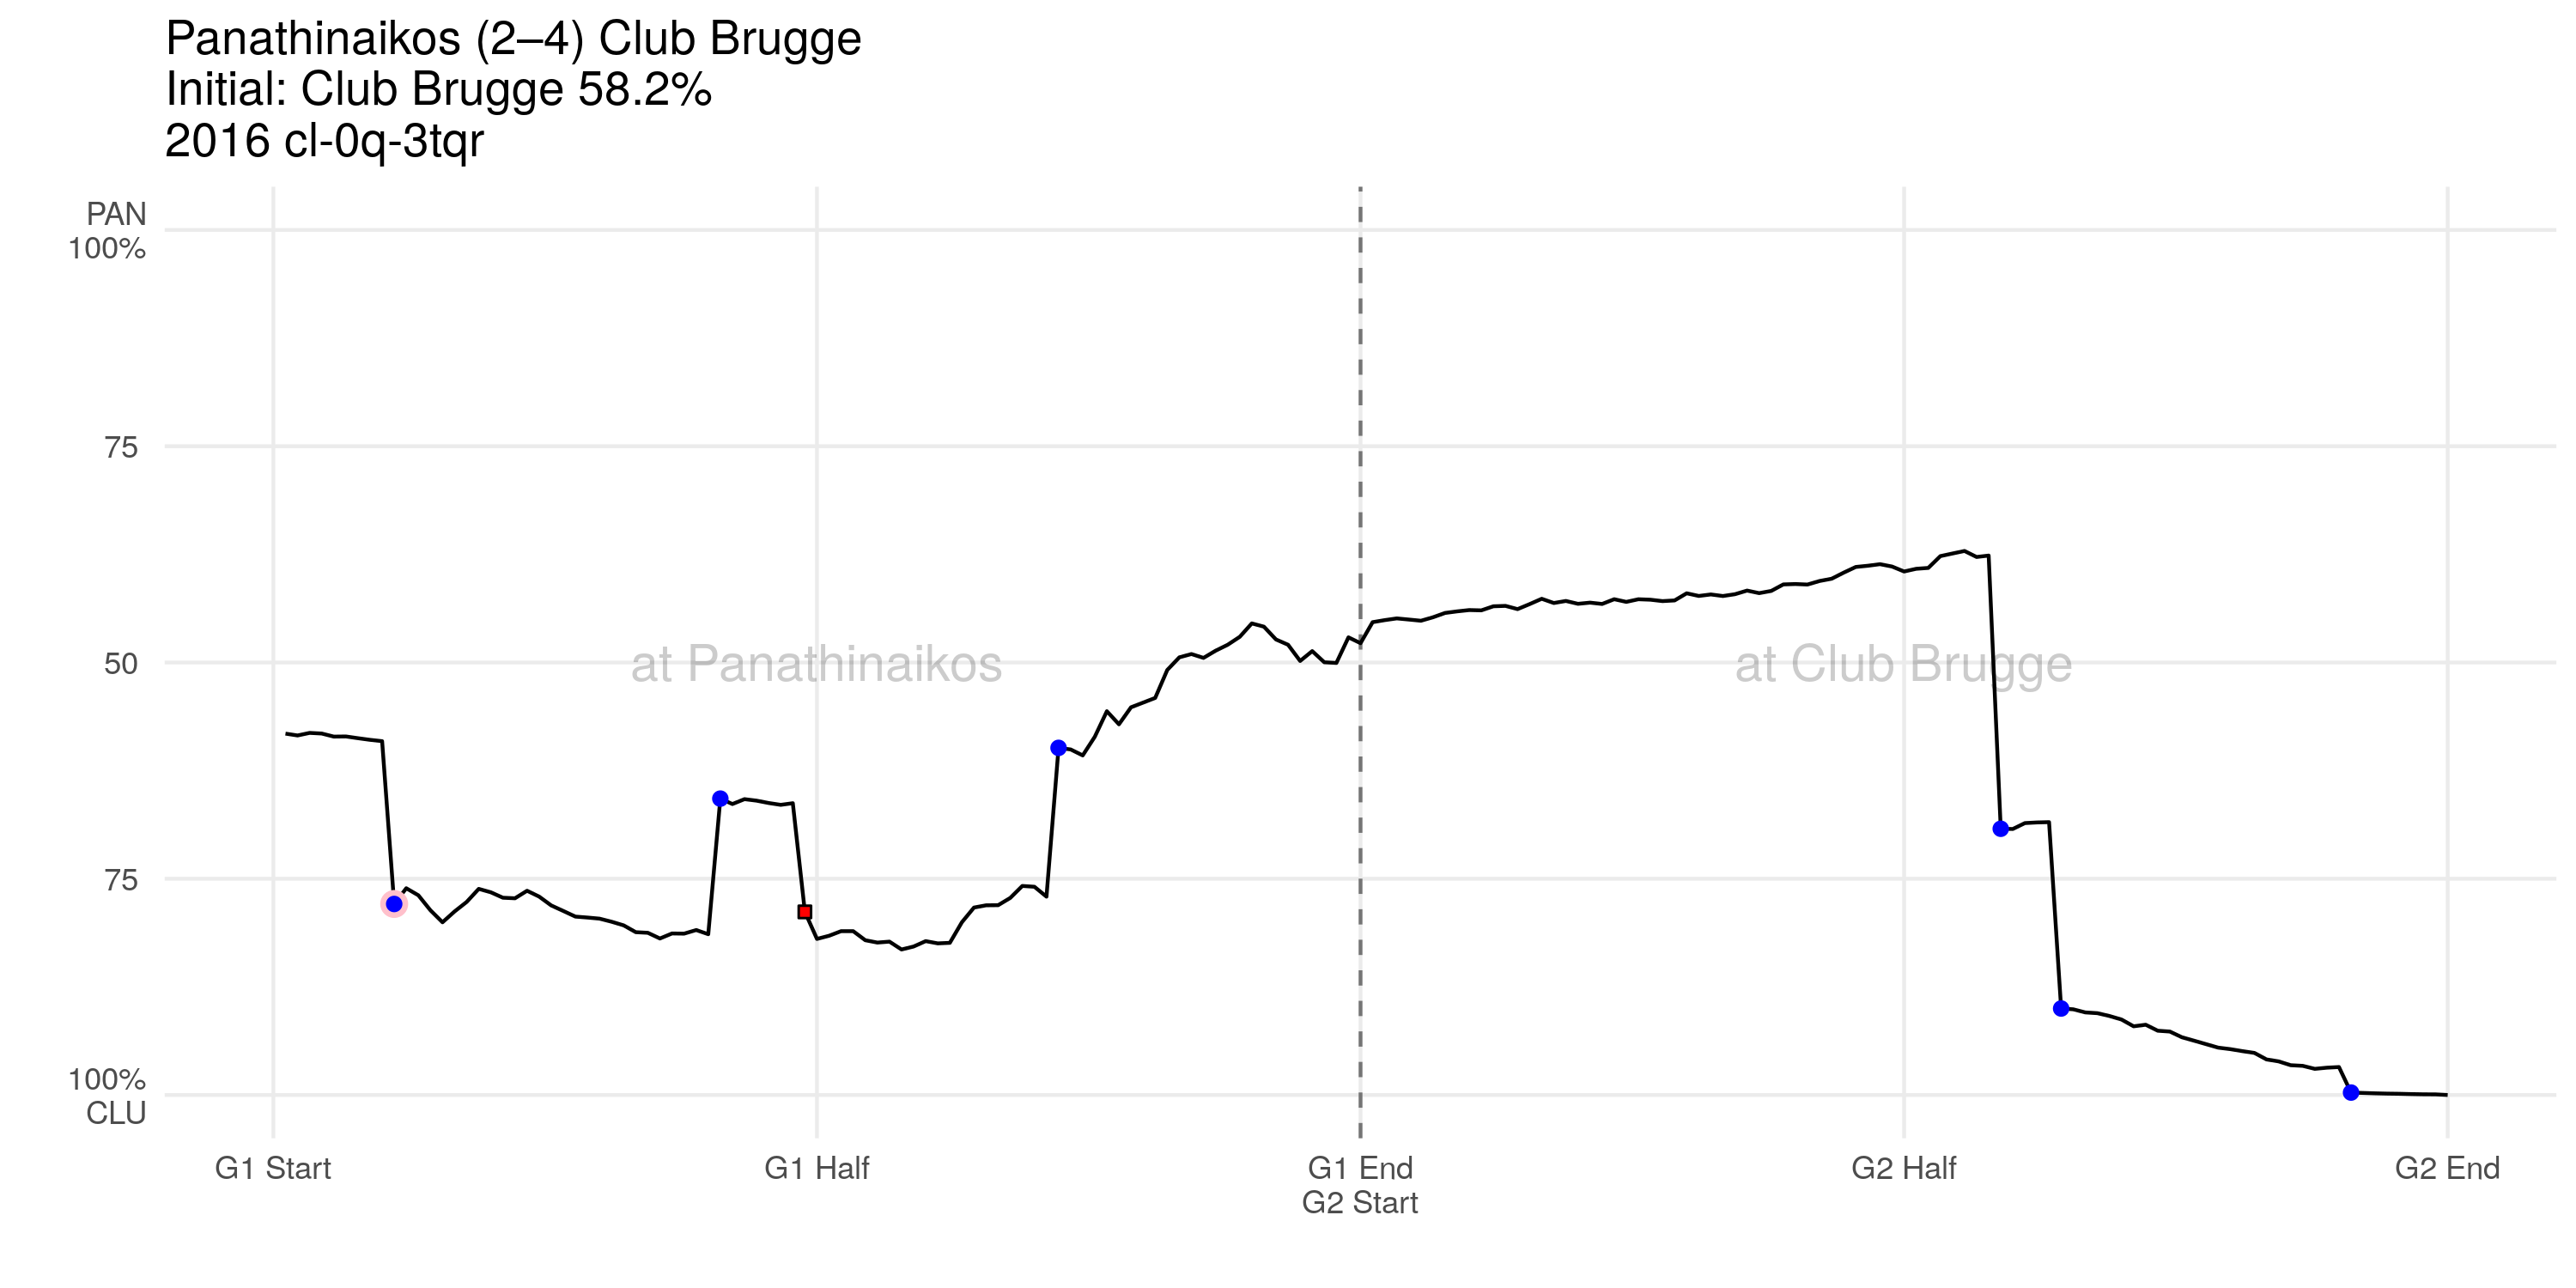 Panathinaikos (2–4) Club Brugge
Initial: Club Brugge 58.2%
2016 cl-0q-3tqr
PAN
100%
75
50
75
100%
CLU
at Panathinaikos
at Club Brugge
G1 Start
G1 Half
G1 End
G2 Start
G2 Half
G2 End